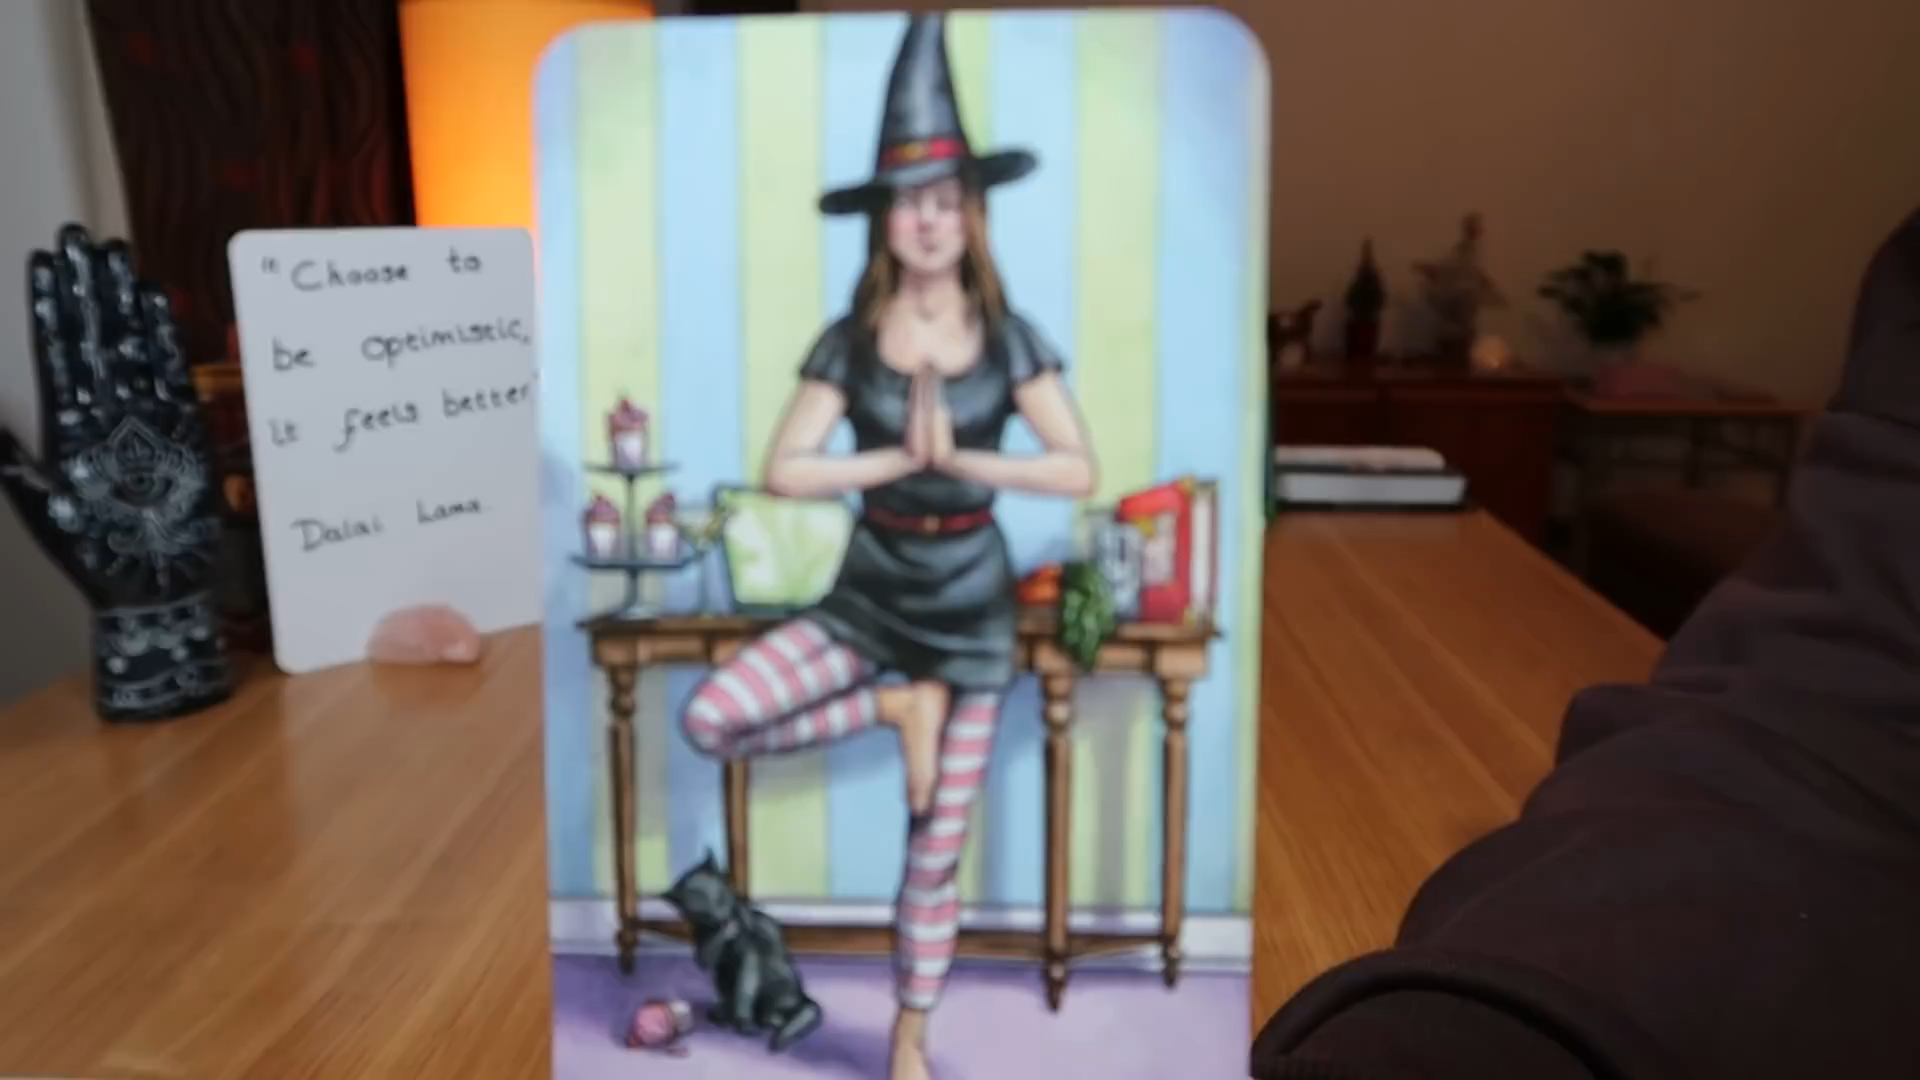 "Choose to
be optimistic,
it feels better"
Dalai Lama.